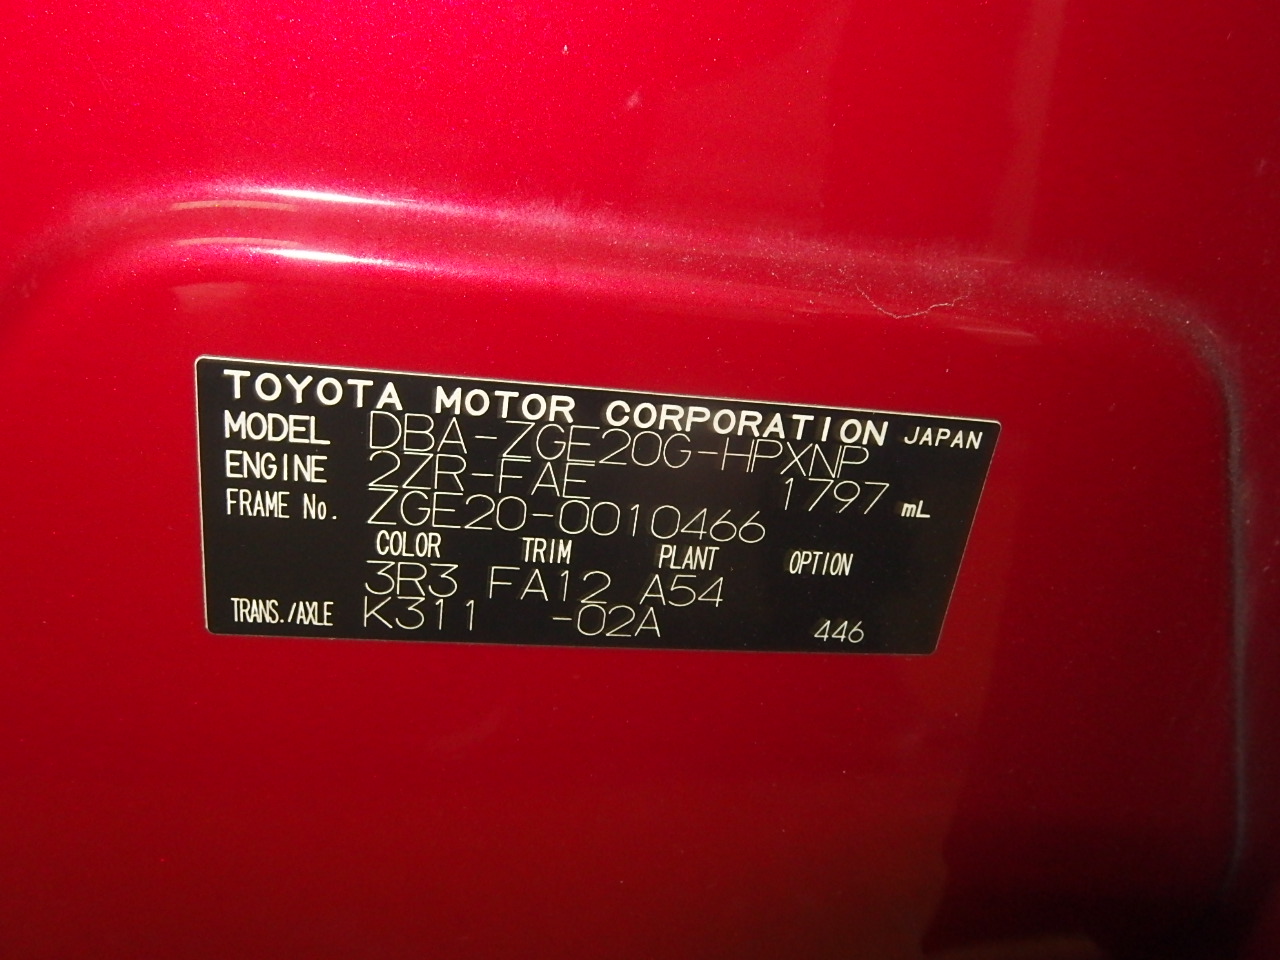 TOYOTA MOTOR CORPORATION JAPAN
MODEL DBA-ZGE20G-HPXNP
ENGINE 2ZR-FAE 1797 mL
FRAME No. ZGE20-0010466
COLOR TRIM PLANT OPTION
3R3 FA12 A54
TRANS./AXLE K311 -02A 446